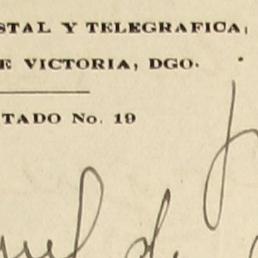 STAL Y TELEGRAFICA,
E VICTORIA, DGO.
TADO No. 19